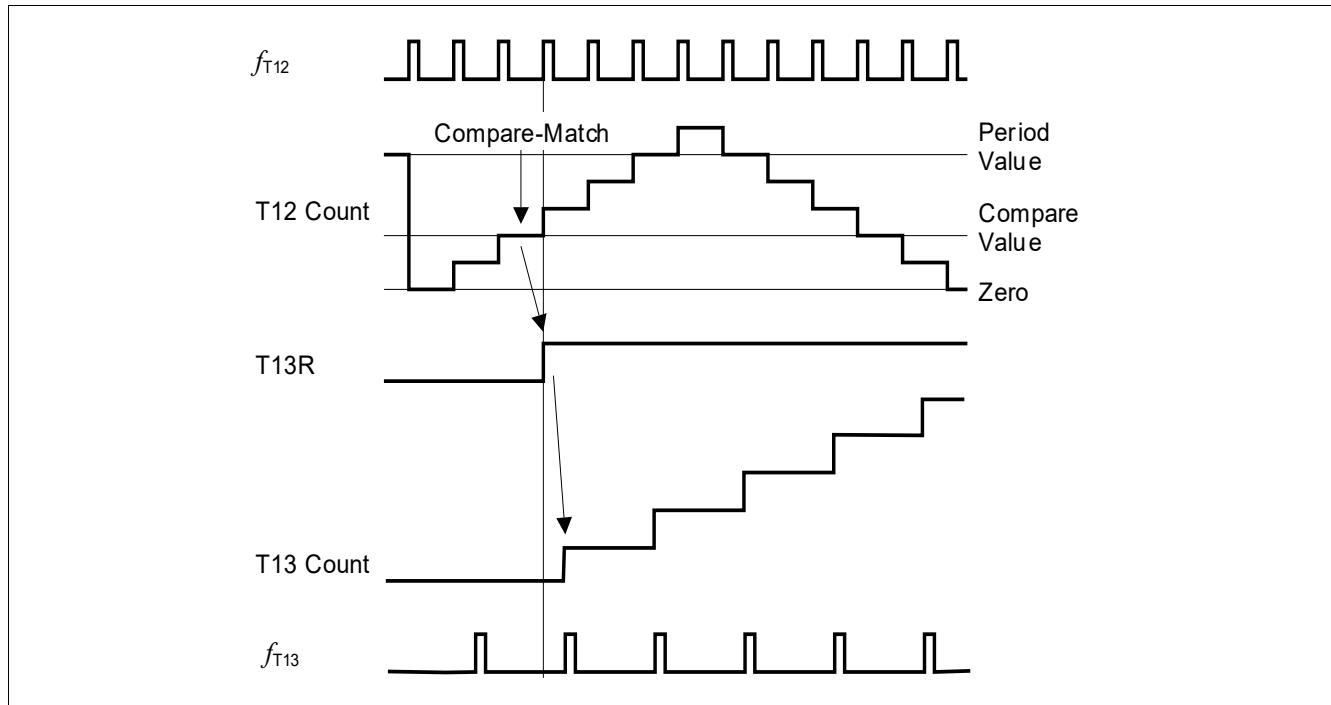 fT12
Compare-Match
Period
Value
T12 Count
Compare
Value
Zero
T13R
T13 Count
fT13